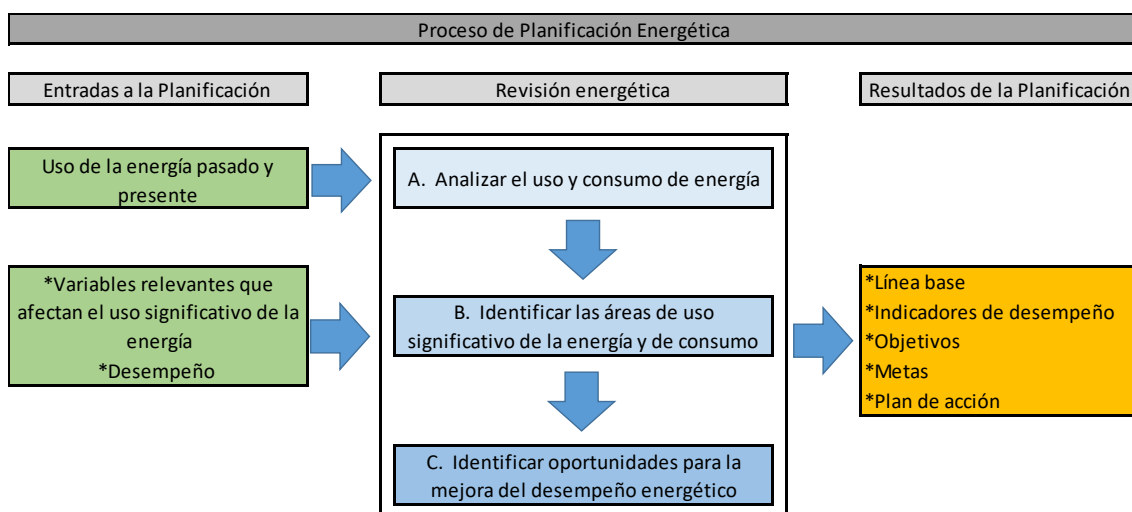 Proceso de Planificación Energética
Entradas a la Planificación
Revisión energética
Resultados de la Planificación
Uso de la energía pasado y
presente
A. Analizar el uso y consumo de energía
*Variables relevantes que
afectan el uso significativo de la
energía
*Desempeño
B. Identificar las áreas de uso
significativo de la energía y de consumo
*Línea base
*Indicadores de desempeño
*Objetivos
*Metas
*Plan de acción
C. Identificar oportunidades para la
mejora del desempeño energético